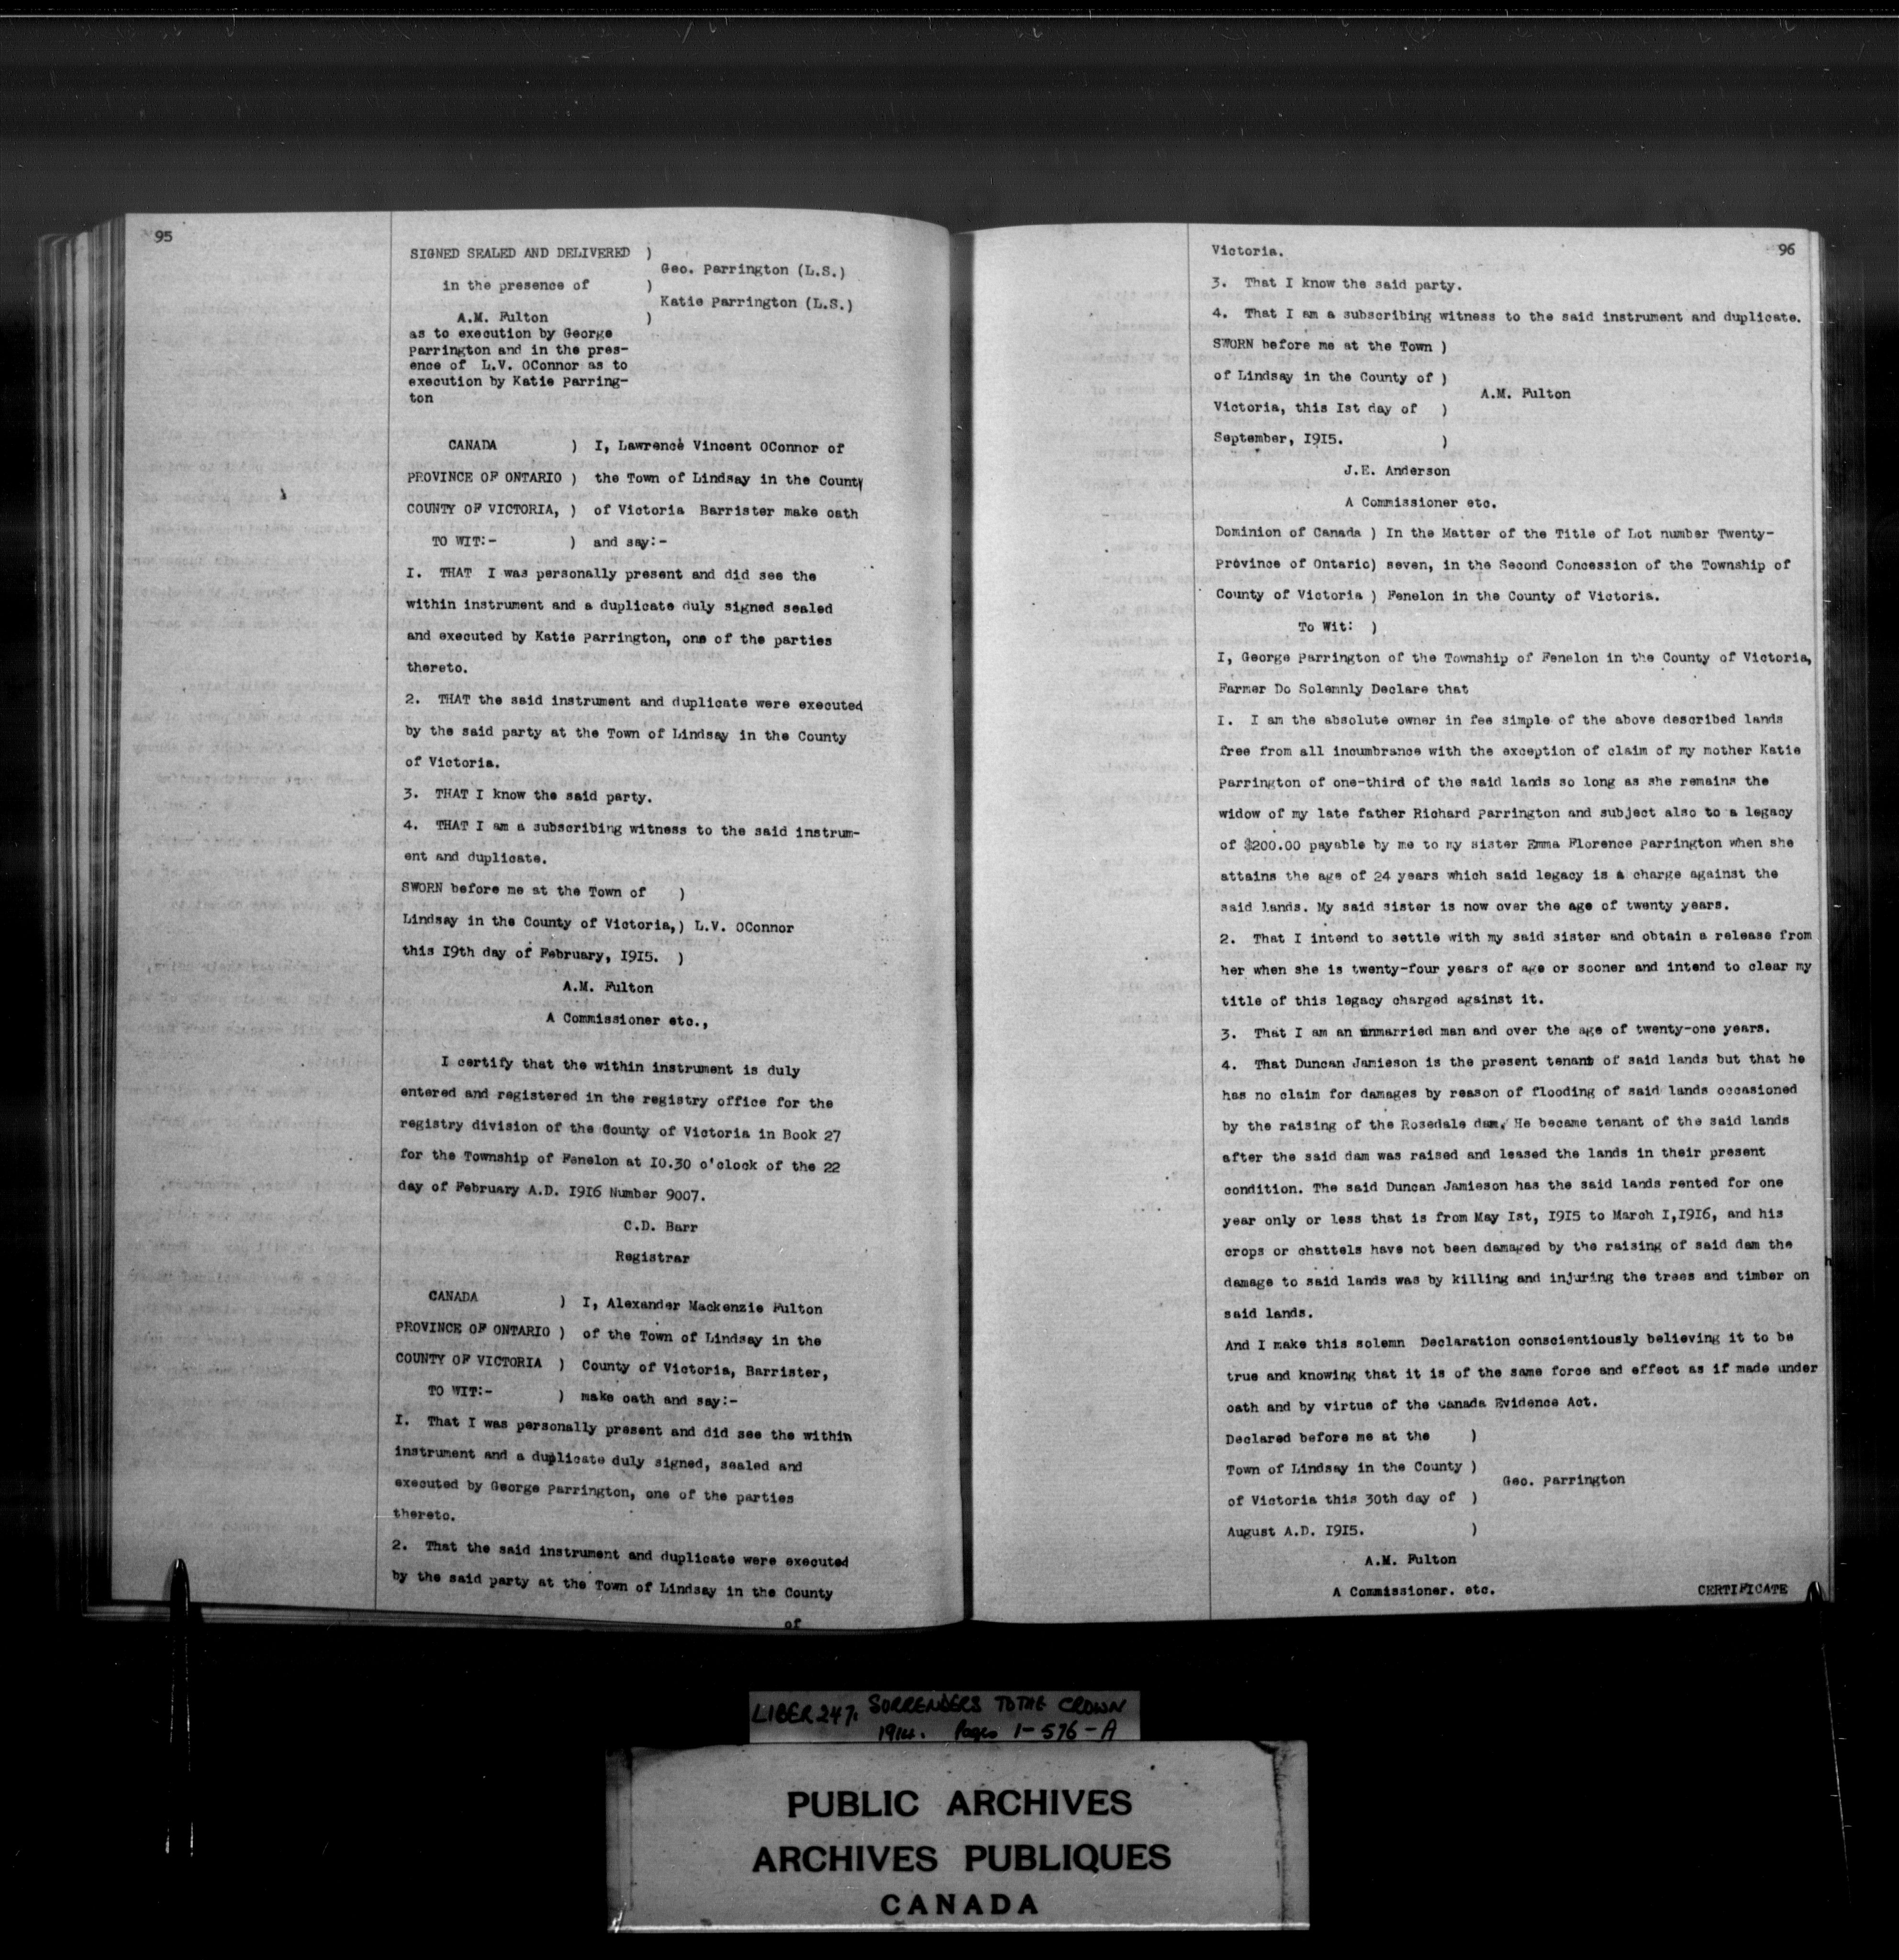 95
SIGNED SEALED AND DELIVERED )
Geo. Parrington (L.S.)
in the presence of )
Katie Parrington (L.S.)
A.M. Fulton )
as to execution by George
Parrington and in the pres-
ence of L.V. OConnor as to
execution by Katie Parring-
ton
CANADA ) I, Lawrence Vincent OConnor of
PROVINCE OF ONTARIO ) the Town of Lindsay in the County
COUNTY OF VICTORIA, ) of Victoria Barrister make oath
TO WIT:- ) and say:-
I. THAT I was personally present and did see the
within instrument and a duplicate duly signed sealed
and executed by Katie Parrington, one of the parties
thereto.
2. THAT the said instrument and duplicate were executed
by the said party at the Town of Lindsay in the County
of Victoria.
3. THAT I know the said party.
4. THAT I am a subscribing witness to the said instrum-
ent and duplicate.
SWORN before me at the Town of )
Lindsay in the County of Victoria,) L.V. OConnor
this I9th day of February, I9I5. )
A.M. Fulton
A Commissioner etc.,
I certify that the within instrument is duly
entered and registered in the registry office for the
registry division of the County of Victoria in Book 27
for the Township of Fenelon at I0.30 o'clock of the 22
day of February A.D. I9I6 Number 9007.
C.D. Barr
Registrar
CANADA ) I, Alexander Mackenzie Fulton
PROVINCE OF ONTARIO ) of the Town of Lindsay in the
COUNTY OF VICTORIA ) County of Victoria, Barrister,
TO WIT:- ) make oath and say:-
I. That I was personally present and did see the within
instrument and a duplicate duly signed, sealed and
executed by George Parrington, one of the parties
thereto.
2. That the said instrument and duplicate were executed
by the said party at the Town of Lindsay in the County
of
96
Victoria.
3. That I know the said party.
4. That I am a subscribing witness to the said instrument and duplicate.
SWORN before me at the Town )
of Lindsay in the County of )
A.M. Fulton
Victoria, this Ist day of )
September, I9I5. )
J.E. Anderson
A Commissioner etc.
Dominion of Canada ) In the Matter of the Title of Lot number Twenty-
Province of Ontario) seven, in the Second Concession of the Township of
County of Victoria ) Fenelon in the County of Victoria.
To Wit: )
I, George Parrington of the Township of Fenelon in the County of Victoria,
Farmer Do Solemnly Declare that
I. I am the absolute owner in fee simple of the above described lands
free from all incumbrance with the exception of claim of my mother Katie
Parrington of one-third of the said lands so long as she remains the
widow of my late father Richard Parrington and subject also to a legacy
of $200.00 payable by me to my sister Emma Florence Parrington when she
attains the age of 24 years which said legacy is a charge against the
said lands. My said sister is now over the age of twenty years.
2. That I intend to settle with my said sister and obtain a release from
her when she is twenty-four years of age or sooner and intend to clear my
title of this legacy charged against it.
3. That I am an unmarried man and over the age of twenty-one years.
4. That Duncan Jamieson is the present tenant of said lands but that he
has no claim for damages by reason of flooding of said lands occasioned
by the raising of the Rosedale dam. He became tenant of the said lands
after the said dam was raised and leased the lands in their present
condition. The said Duncan Jamieson has the said lands rented for one
year only or less that is from May Ist, I9I5 to March I,I9I6, and his
crops or chattels have not been damaged by the raising of said dam the
damage to said lands was by killing and injuring the trees and timber on
said lands.
And I make this solemn Declaration conscientiously believing it to be
true and knowing that it is of the same force and effect as if made under
oath and by virtue of the Canada Evidence Act.
Declared before me at the )
Town of Lindsay in the County )
Geo. Parrington
of Victoria this 30th day of )
August A.D. I9I5. )
A.M. Fulton
A Commissioner. etc.
CERTIFICATE
LIBER 247. SURRENDERS TO THE CROWN
1914. Pages 1-576-A
PUBLIC ARCHIVES
ARCHIVES PUBLIQUES
CANADA